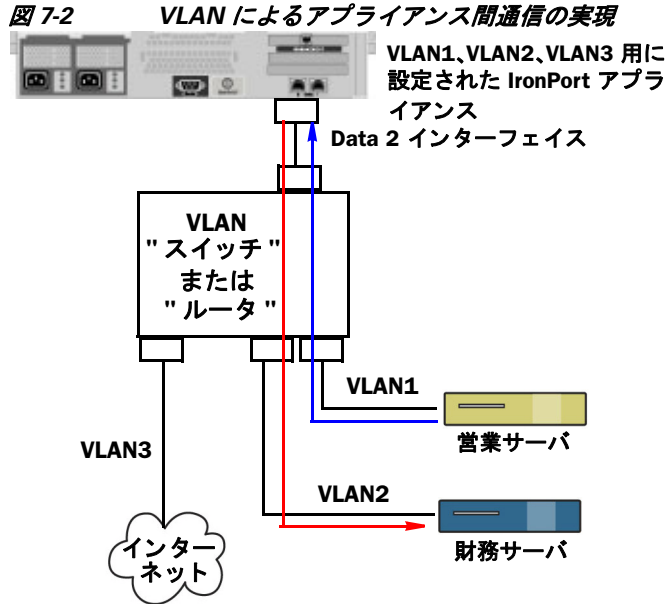 図 7-2 VLAN によるアプライアンス間通信の実現
VLAN1、VLAN2、VLAN3 用に
設定された IronPort アプラ
イアンス
Data 2 インターフェイス
VLAN
" スイッチ "
または
" ルータ "
VLAN1
営業サーバ
VLAN3
VLAN2
インター
ネット
財務サーバ